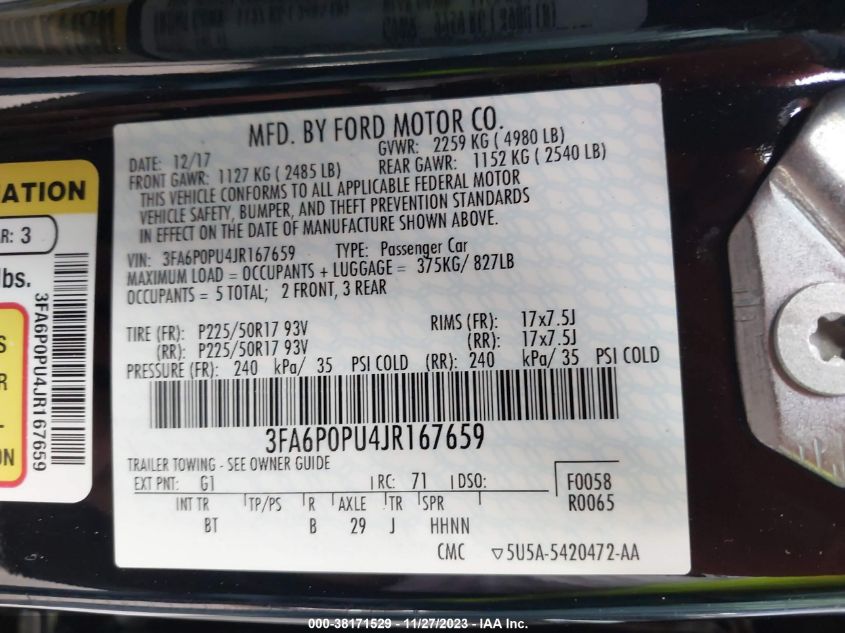 MFD. BY FORD MOTOR CO.
DATE: 12/17
GVWR: 2259 KG ( 4980 LB)
FRONT GAWR: 1127 KG ( 2485 LB)
REAR GAWR: 1152 KG ( 2540 LB)
THIS VEHICLE CONFORMS TO ALL APPLICABLE FEDERAL MOTOR
VEHICLE SAFETY, BUMPER, AND THEFT PREVENTION STANDARDS
IN EFFECT ON THE DATE OF MANUFACTURE SHOWN ABOVE.
VIN: 3FA6P0PU4JR167659 TYPE: Passenger Car
MAXIMUM LOAD = OCCUPANTS + LUGGAGE = 375KG/ 827LB
OCCUPANTS = 5 TOTAL; 2 FRONT, 3 REAR
TIRE (FR): P225/50R17 93V RIMS (FR): 17x7.5J
(RR): P225/50R17 93V (RR): 17x7.5J
PRESSURE (FR): 240 kPa/ 35 PSI COLD (RR): 240 kPa/ 35 PSI COLD
3FA6P0PU4JR167659
TRAILER TOWING - SEE OWNER GUIDE
EXT PNT: G1 RC: 71 DSO:
F0058
R0065
INT TR TP/PS R AXLE TR SPR
BT B 29 J HHNN
CMC ▽5U5A-5420472-AA
ATION
R: 3
lbs.
S
R
L-
ON
3FA6P0PU4JR167659
000-38171529 - 11/27/2023 - IAA Inc.